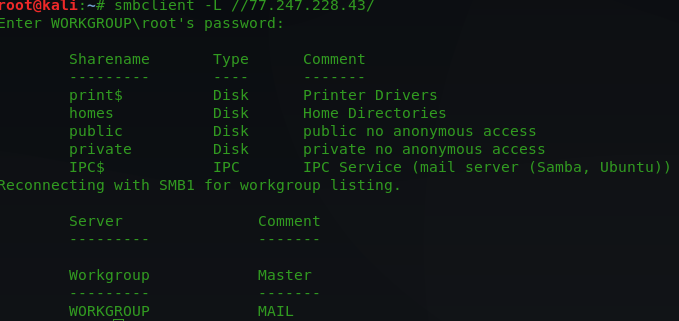 root@kali:~# smbclient -L //77.247.228.43/
Enter WORKGROUP\root's password:
Sharename Type Comment
--------- ---- -------
print$ Disk Printer Drivers
homes Disk Home Directories
public Disk public no anonymous access
private Disk private no anonymous access
IPC$ IPC IPC Service (mail server (Samba, Ubuntu))
Reconnecting with SMB1 for workgroup listing.
Server Comment
--------- -------
Workgroup Master
--------- -------
WORKGROUP MAIL